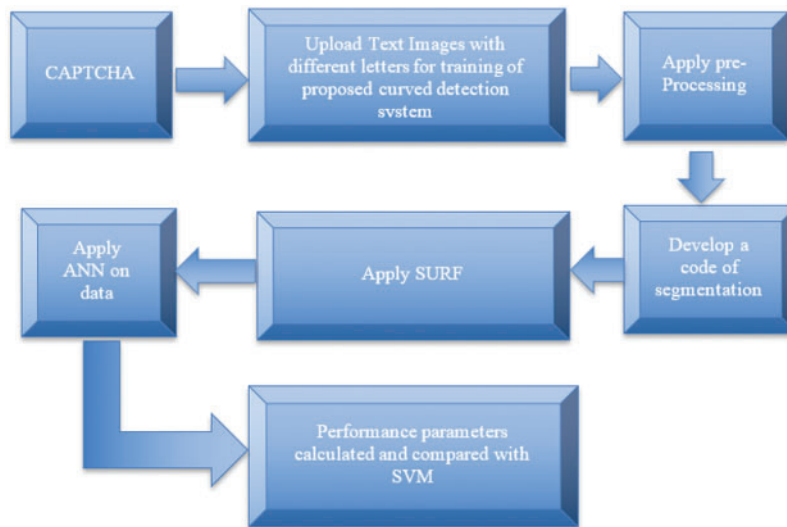 CAPTCHA
Upload Text Images with
different letters for training of
proposed curved detection
system
Apply pre-
Processing
Develop a
code of
segmentation
Apply SURF
Apply
ANN on
data
Performance parameters
calculated and compared with
SVM